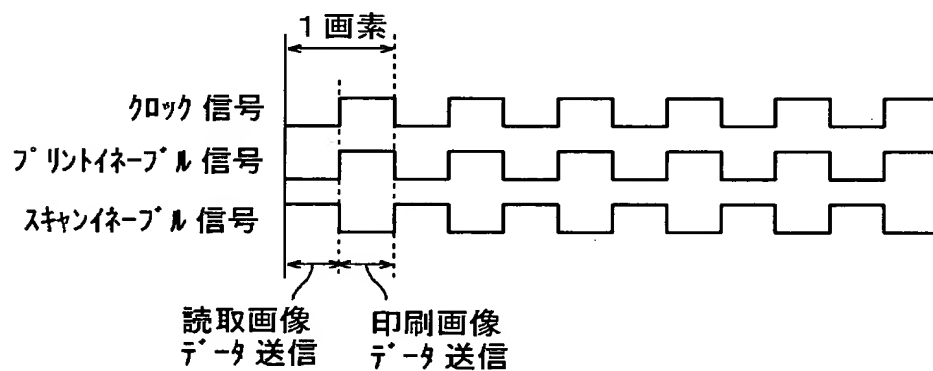 1画素
クロック信号
プリントイネーブル信号
スキャンイネーブル信号
読取画像
データ送信
印刷画像
データ送信